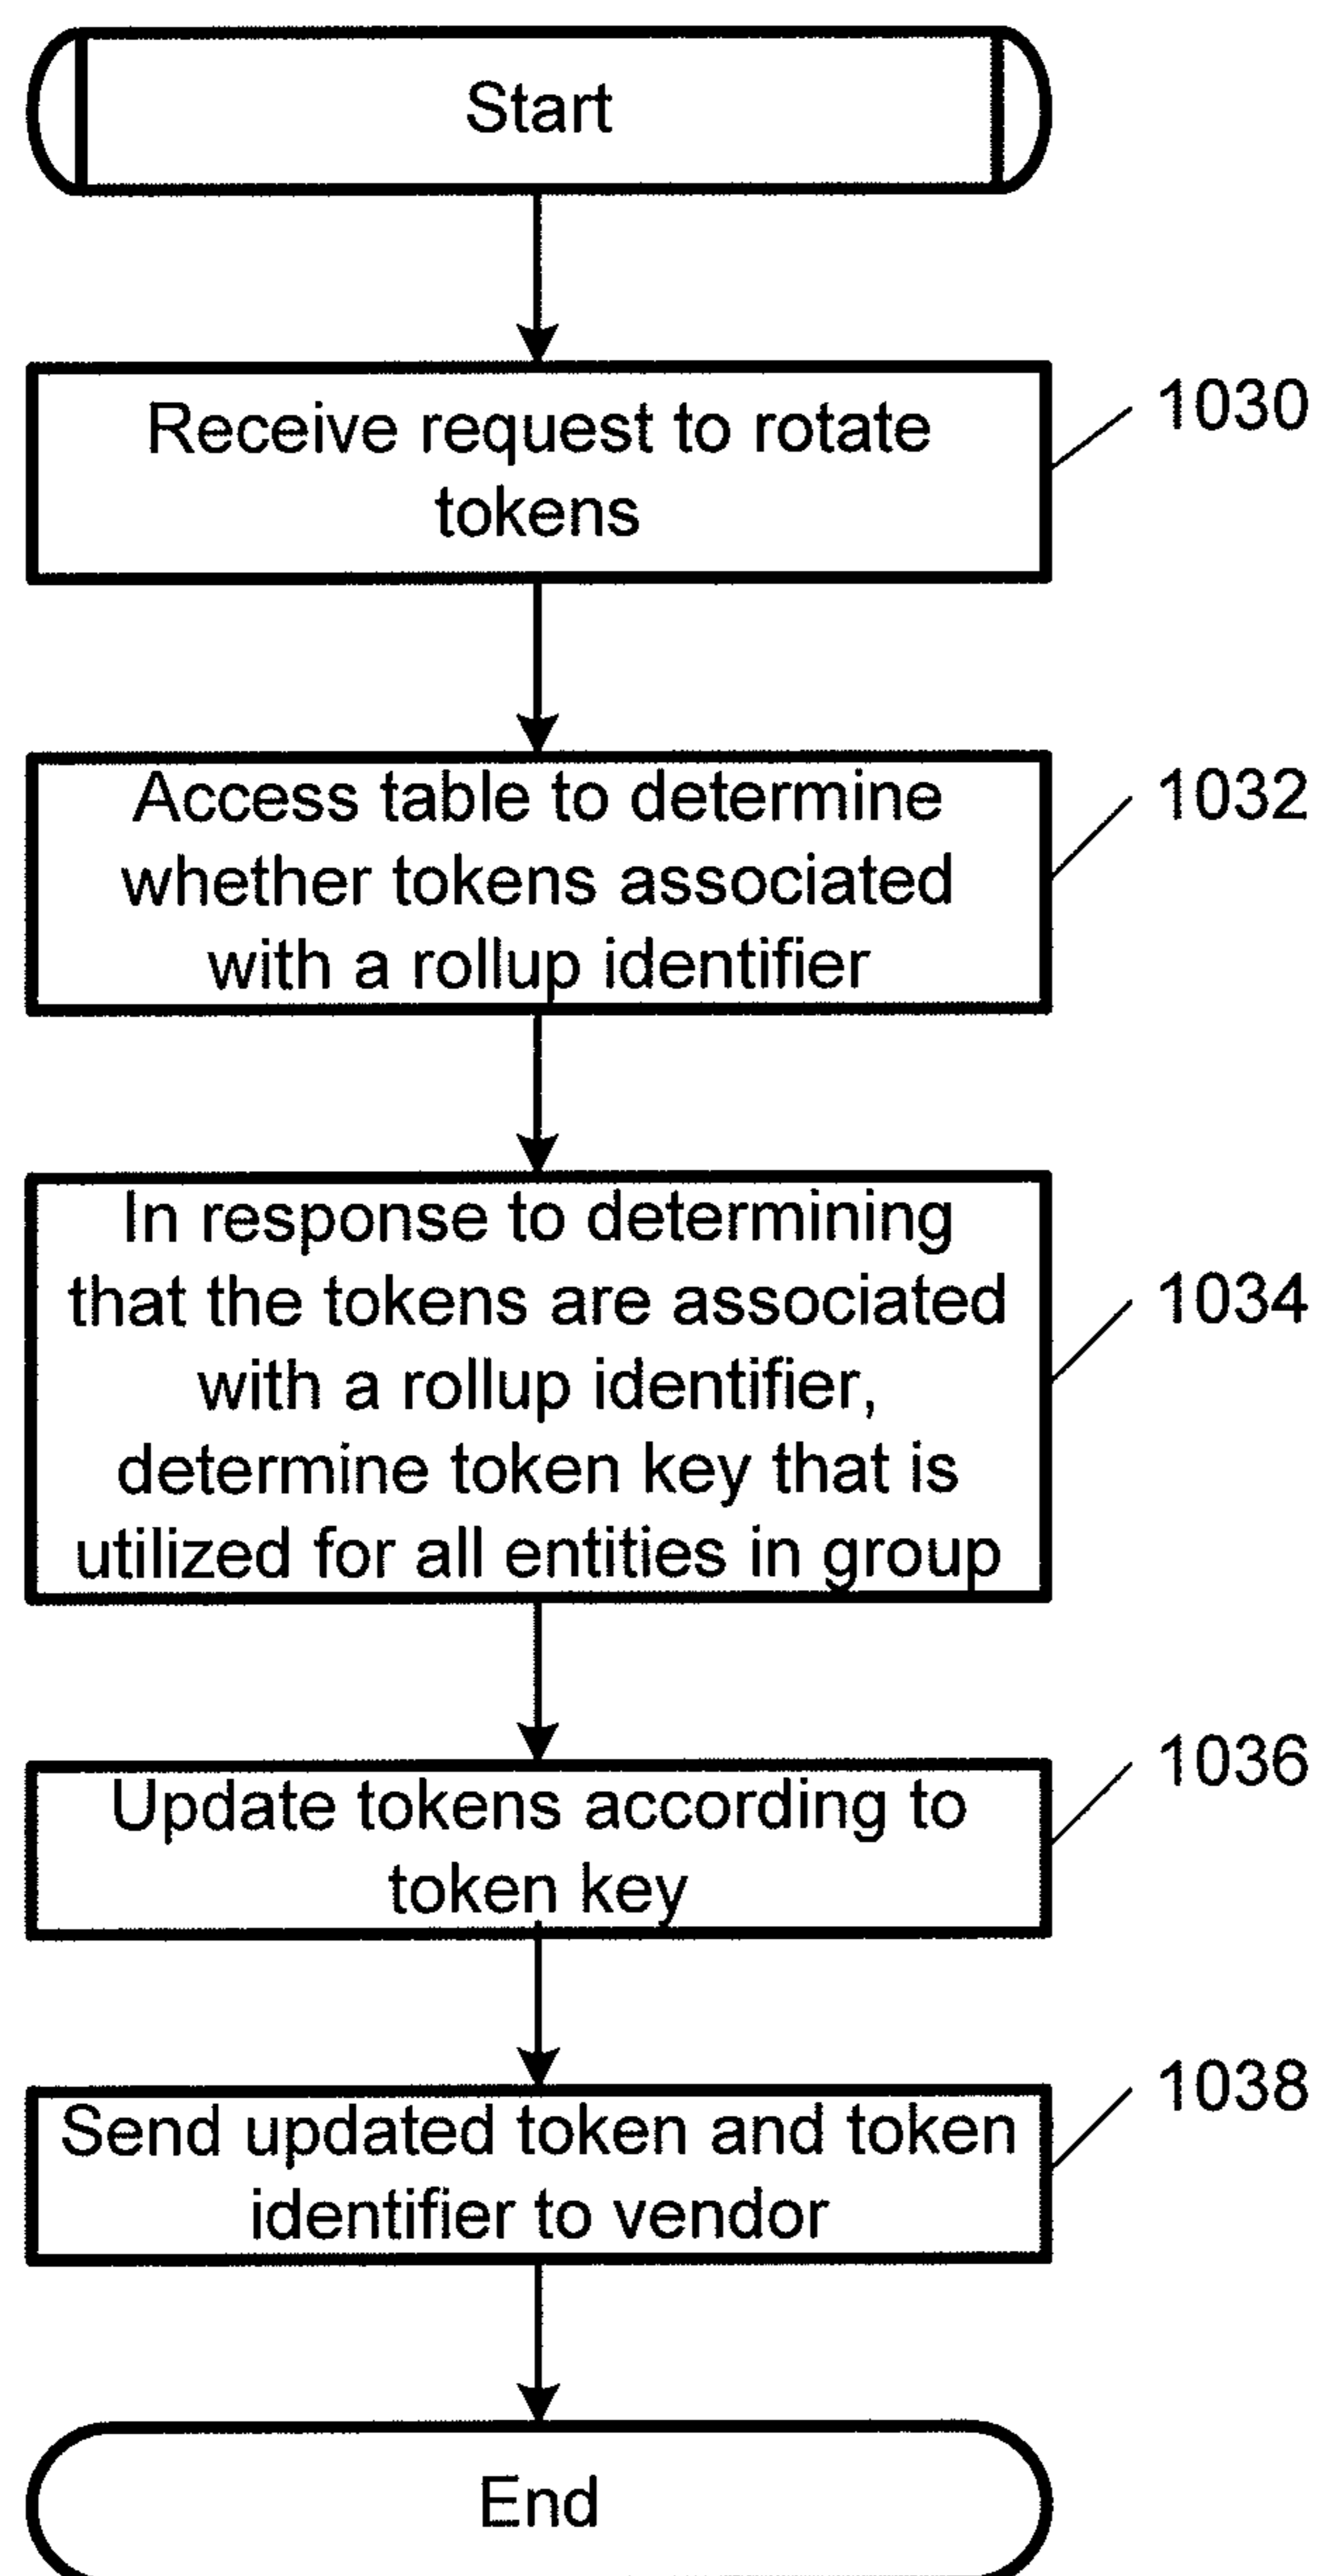 Start
Receive request to rotate
tokens
1030
Access table to determine
whether tokens associated
with a rollup identifier
1032
In response to determining
that the tokens are associated
with a rollup identifier,
determine token key that is
utilized for all entities in group
1034
Update tokens according to
token key
1036
Send updated token and token
identifier to vendor
1038
End